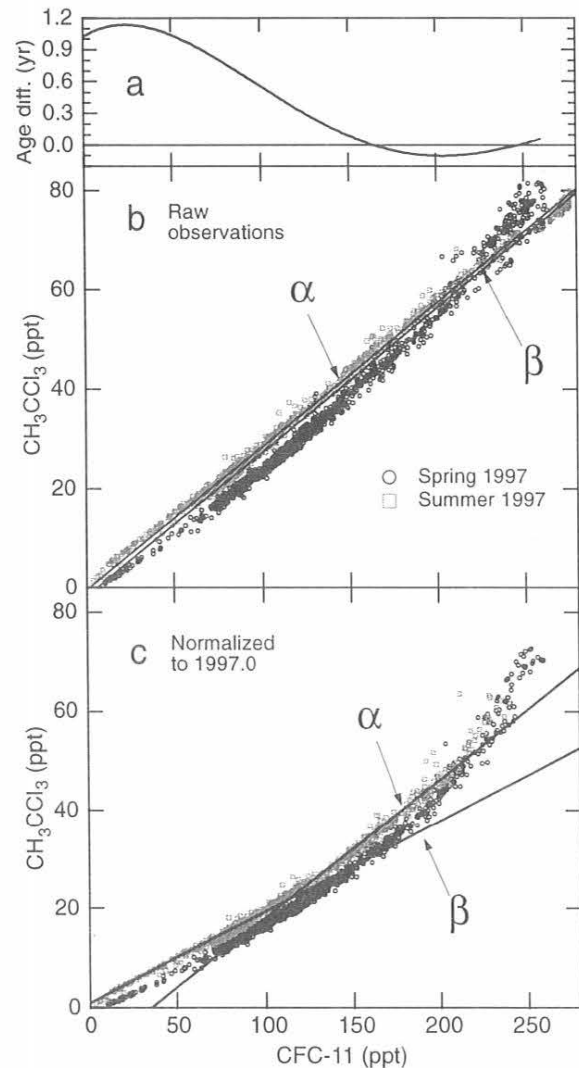 1.2
0.9
0.6
0.3
0.0
Age diff. (yr)
a
80
60
40
20
0
CH3CCl3 (ppt)
b Raw
observations
α
β
Spring 1997
Summer 1997
80
60
40
20
0
CH3CCl3 (ppt)
c Normalized
to 1997.0
α
β
0 50 100 150 200 250
CFC-11 (ppt)